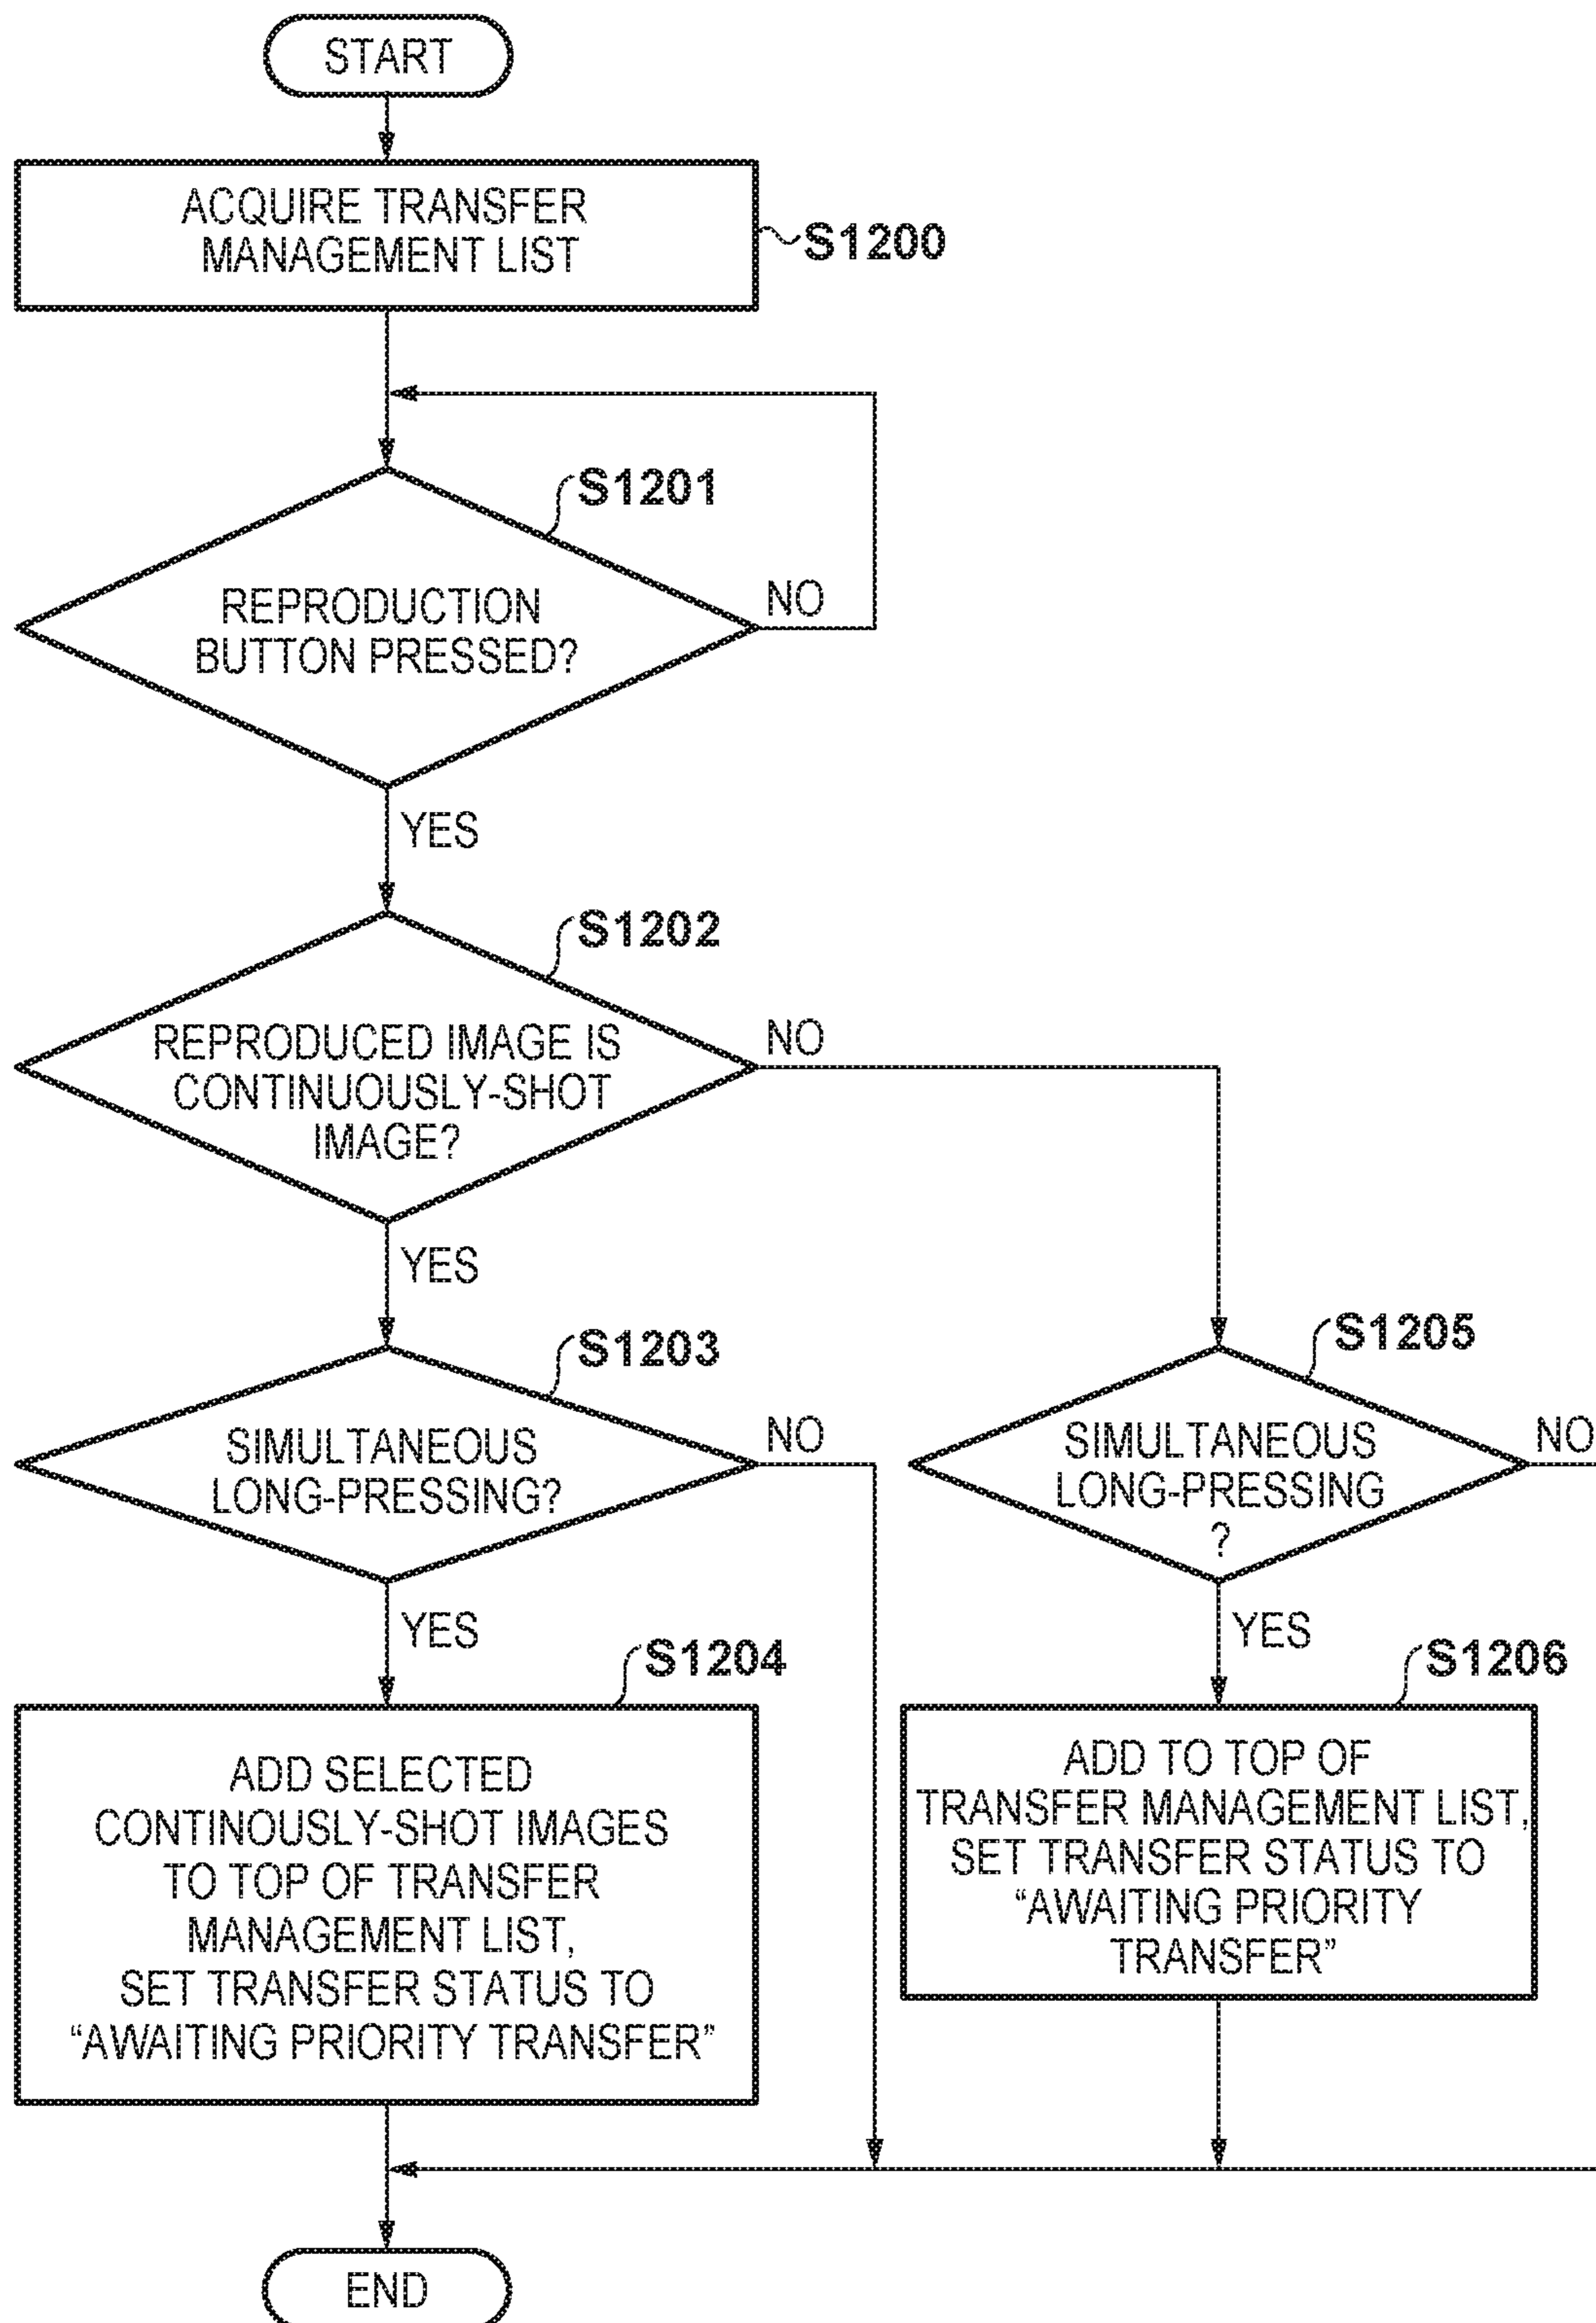 START
ACQUIRE TRANSFER
MANAGEMENT LIST
S1200
S1201
REPRODUCTION
BUTTON PRESSED?
NO
YES
S1202
REPRODUCED IMAGE IS
CONTINUOUSLY-SHOT
IMAGE?
NO
YES
S1203
SIMULTANEOUS
LONG-PRESSING?
NO
YES
S1205
SIMULTANEOUS
LONG-PRESSING
?
NO
YES
S1204
ADD SELECTED
CONTINOUSLY-SHOT IMAGES
TO TOP OF TRANSFER
MANAGEMENT LIST,
SET TRANSFER STATUS TO
“AWAITING PRIORITY TRANSFER”
S1206
ADD TO TOP OF
TRANSFER MANAGEMENT LIST,
SET TRANSFER STATUS TO
“AWAITING PRIORITY
TRANSFER”
END